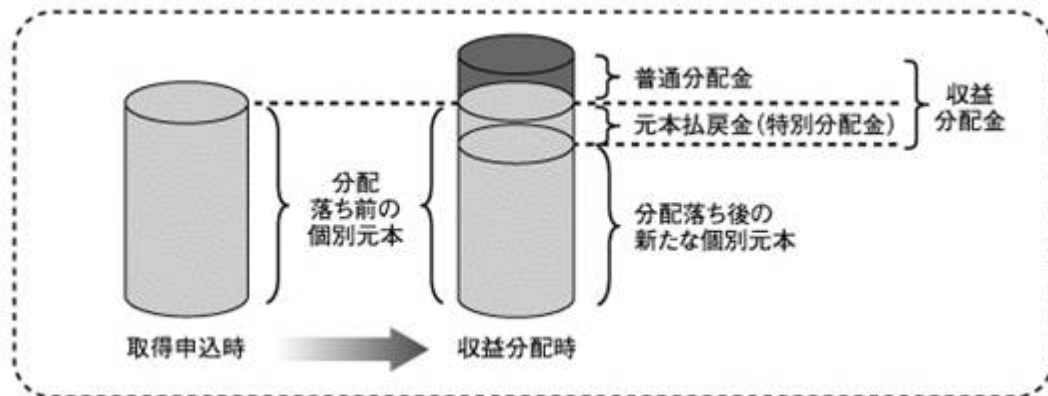 普通分配金
元本払戻金(特別分配金)
収益
分配金
分配
落ち前の
個別元本
分配落ち後の
新たな個別元本
取得申込時
収益分配時